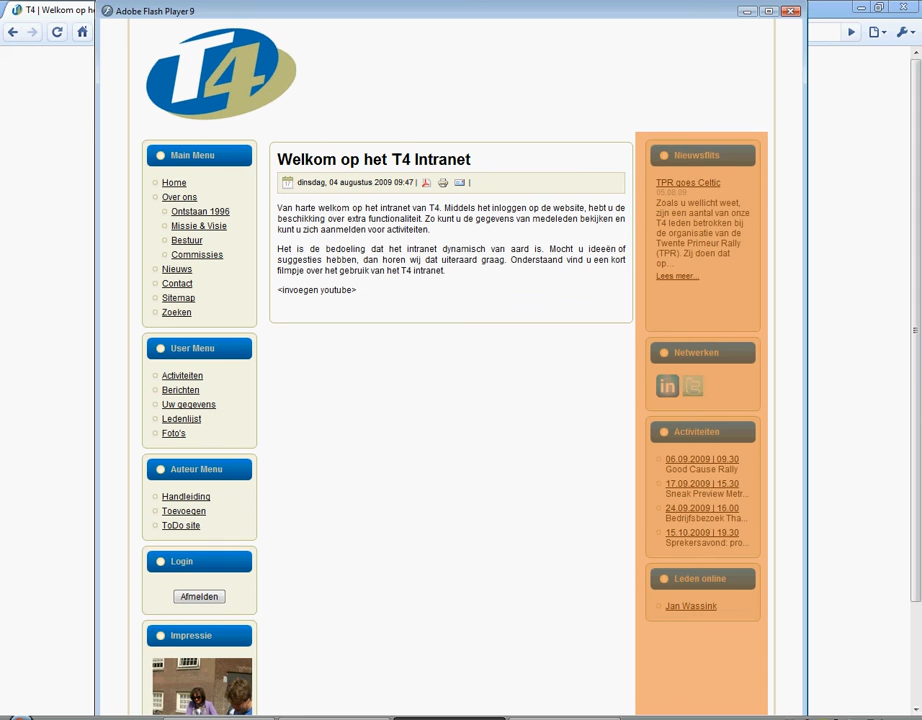 T4 | Welkom op he
Adobe Flash Player 9
T4
Main Menu
Home
Over ons
Ontstaan 1996
Missie & Visie
Bestuur
Commissies
Nieuws
Contact
Sitemap
Zoeken
User Menu
Activiteiten
Berichten
Uw gegevens
Ledenlijst
Foto's
Auteur Menu
Handleiding
Toevoegen
ToDo site
Login
Afmelden
Impressie
Welkom op het T4 Intranet
17
dinsdag, 04 augustus 2009 09:47 | |
Van harte welkom op het intranet van T4. Middels het inloggen op de website, hebt u de
beschikking over extra functionaliteit. Zo kunt u de gegevens van medeleden bekijken en
kunt u zich aanmelden voor activiteiten.
Het is de bedoeling dat het intranet dynamisch van aard is. Mocht u ideeën of
suggesties hebben, dan horen wij dat uiteraard graag. Onderstaand vind u een kort
filmpje over het gebruik van het T4 intranet.
<invoegen youtube>
Nieuwsflits
TPR goes Celtic
05.08.09
Zoals u wellicht weet,
zijn een aantal van onze
T4 leden betrokken bij
de organisatie van de
Twente Primeur Rally
(TPR). Zij doen dat
op...
Lees meer...
Netwerken
in
Activiteiten
06.09.2009 | 09.30
Good Cause Rally
17.09.2009 | 15.30
Sneak Preview Metr...
24.09.2009 | 16.00
Bedrijfsbezoek Tha...
15.10.2009 | 19.30
Sprekersavond: pro...
Leden online
Jan Wassink